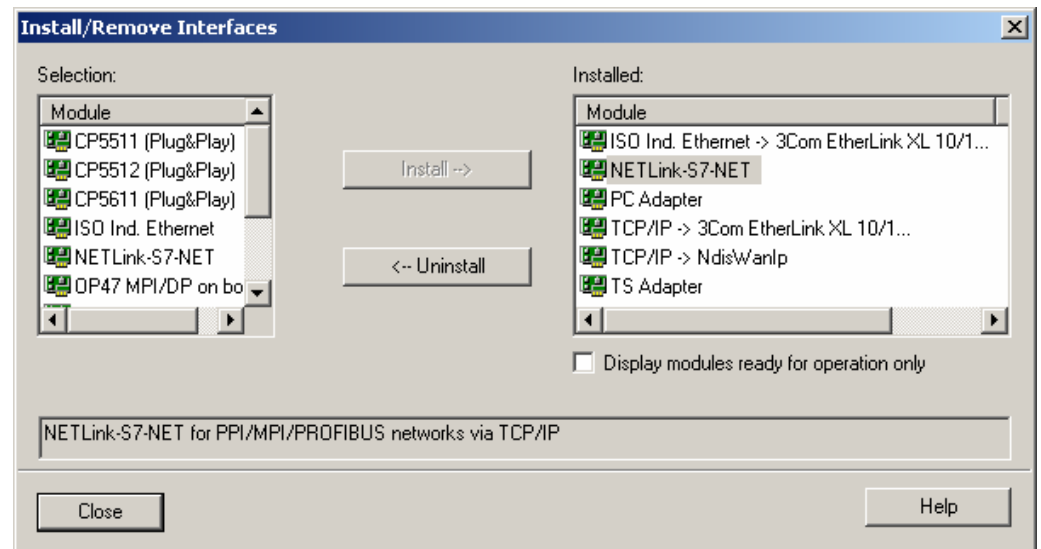 Install/Remove Interfaces
Selection:
Module
CP5511 (Plug&Play)
CP5512 (Plug&Play)
CP5611 (Plug&Play)
ISO Ind. Ethernet
NETLink-S7-NET
OP47 MPI/DP on bo
Install -->
<-- Uninstall
Installed:
Module
ISO Ind. Ethernet -> 3Com EtherLink XL 10/1...
NETLink-S7-NET
PC Adapter
TCP/IP -> 3Com EtherLink XL 10/1...
TCP/IP -> NdisWanIp
TS Adapter
Display modules ready for operation only
NETLink-S7-NET for PPI/MPI/PROFIBUS networks via TCP/IP
Close
Help